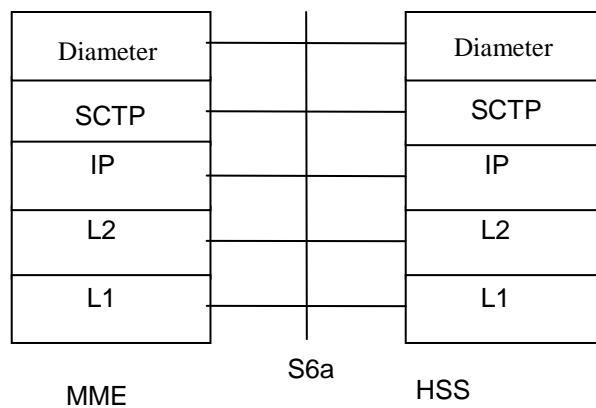 Diameter
Diameter
SCTP
SCTP
IP
IP
L2
L2
L1
L1
S6a
MME
HSS